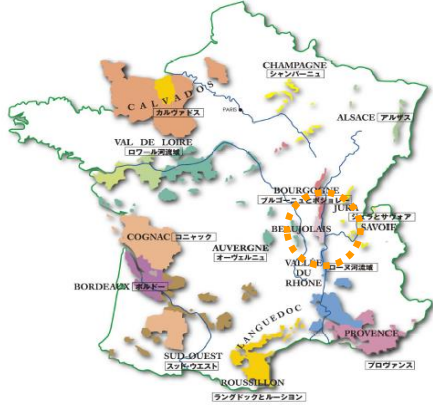 CHAMPAGNE
シャンパーニュ
CALVADOS
カルヴァドス
PARIS
ALSACE
アルザス
VAL DE LOIRE
ロワール河流域
BOURGOGNE
ブルゴーニュとボジョレー
JURA
ジュラとサヴォア
SAVOIE
BEAUJOLAIS
COGNAC
コニャック
AUVERGNE
オーヴェルニュ
VALLÉE
DU
RHÔNE
ローヌ河流域
BORDEAUX
ボルドー
LANGUEDOC
PROVENCE
プロヴァンス
SUD-OUEST
スッド・ウエスト
ROUSSILLON
ラングドックとルーション